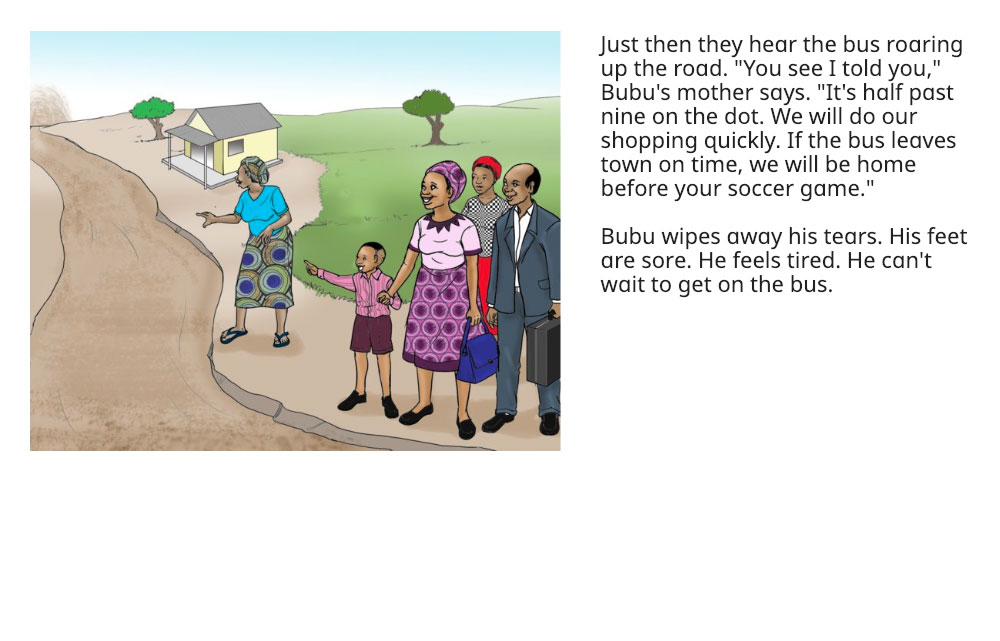 Just then they hear the bus roaring
up the road. "You see I told you,"
Bubu's mother says. "It's half past
nine on the dot. We will do our
shopping quickly. If the bus leaves
town on time, we will be home
before your soccer game."
Bubu wipes away his tears. His feet
are sore. He feels tired. He can't
wait to get on the bus.